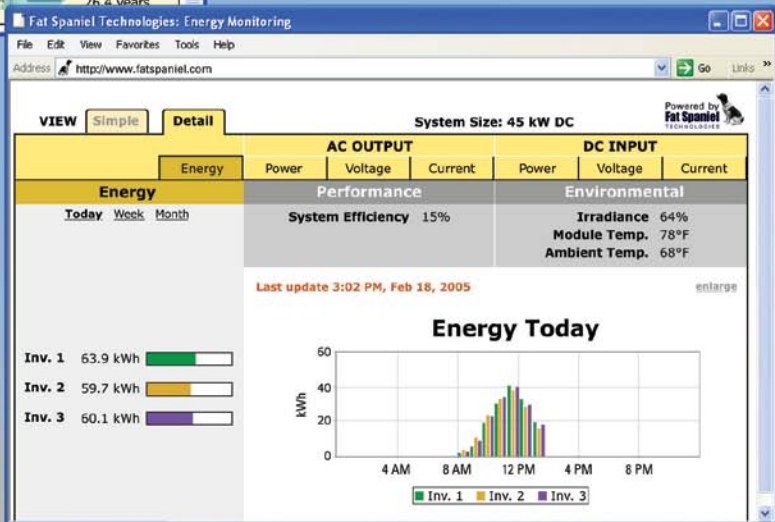 76.4 years
Fat Spaniel Technologies: Energy Monitoring
File Edit View Favorites Tools Help
Address http://www.fatspaniel.com Go Links »
Powered by
Fat Spaniel
TECHNOLOGIES
VIEW Simple Detail System Size: 45 kW DC
AC OUTPUT DC INPUT
Energy Power Voltage Current Power Voltage Current
Energy Performance Environmental
Today Week Month System Efficiency 15% Irradiance 64%
Module Temp. 78°F
Ambient Temp. 68°F
Last update 3:02 PM, Feb 18, 2005 enlarge
Energy Today
Inv. 1 63.9 kWh
Inv. 2 59.7 kWh
Inv. 3 60.1 kWh
60
40
20
0
kWh
4 AM 8 AM 12 PM 4 PM 8 PM
Inv. 1 Inv. 2 Inv. 3